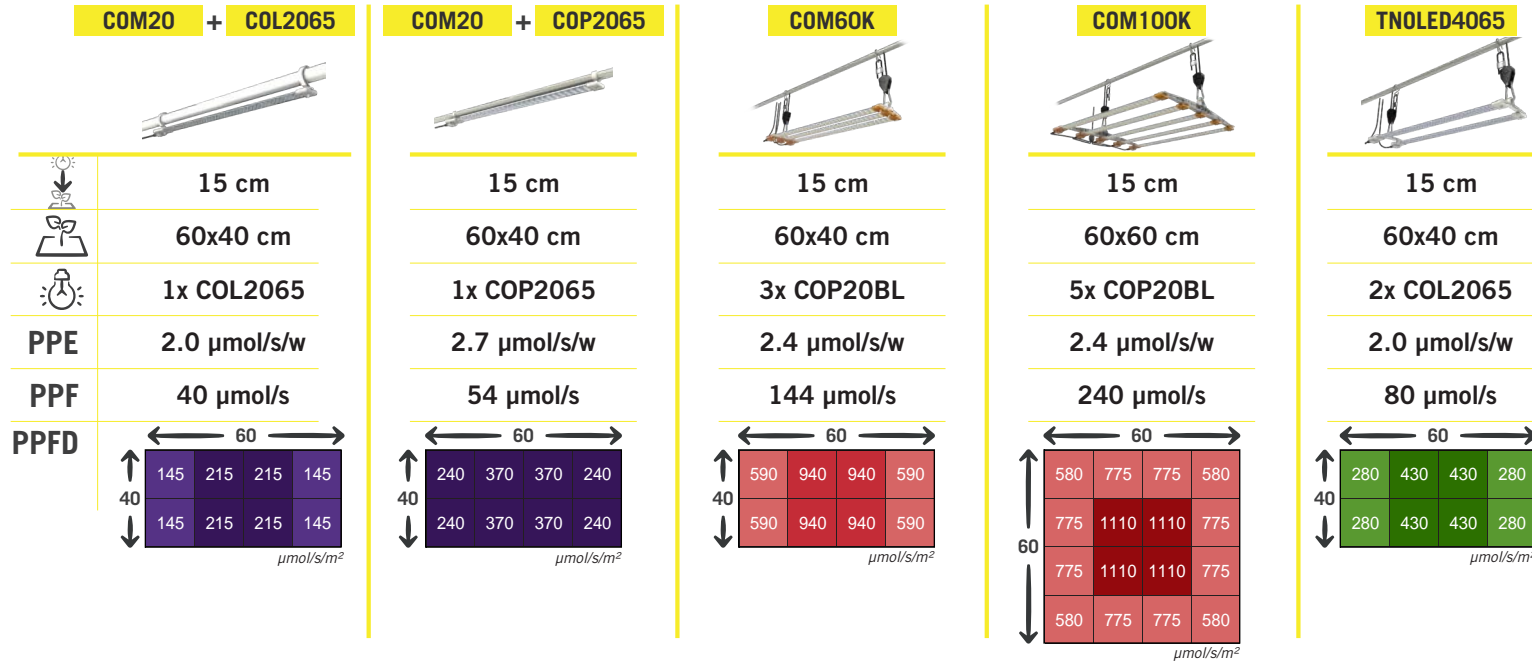 COM20 + COL2065 COM20 + COP2065 COM60K COM100K TNOLED4065
15 cm 15 cm 15 cm 15 cm 15 cm
60x40 cm 60x40 cm 60x40 cm 60x60 cm 60x40 cm
1x COL2065 1x COP2065 3x COP20BL 5x COP20BL 2x COL2065
PPE 2.0 µmol/s/w 2.7 µmol/s/w 2.4 µmol/s/w 2.4 µmol/s/w 2.0 µmol/s/w
PPF 40 µmol/s 54 µmol/s 144 µmol/s 240 µmol/s 80 µmol/s
PPFD 60 60 60 60 60
145 215 215 145 240 370 370 240 590 940 940 590 580 775 775 580 280 430 430 280
40 40 40 40
145 215 215 145 240 370 370 240 590 940 940 590 775 1110 1110 775 280 430 430 280
60
µmol/s/m² µmol/s/m² µmol/s/m² µmol/s/m²
775 1110 1110 775
580 775 775 580
µmol/s/m²